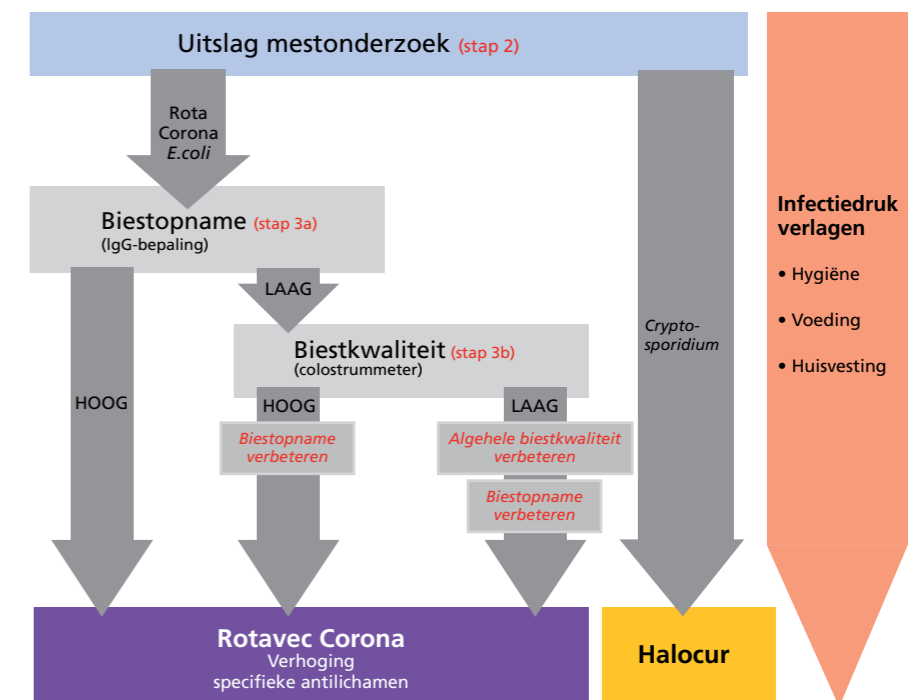 Uitslag mestonderzoek (stap 2)
Rota
Corona
E.coli
Biestopname (stap 3a)
(IgG-bepaling)
LAAG
Biestkwaliteit (stap 3b)
(colostrummeter)
HOOG
HOOG
LAAG
Biestopname
verbeteren
Algehele biestkwaliteit
verbeteren
Biestopname
verbeteren
Crypto-
sporidium
Rotavec Corona
Verhoging
specifieke antilichamen
Halocur
Infectiedruk
verlagen
• Hygiëne
• Voeding
• Huisvesting